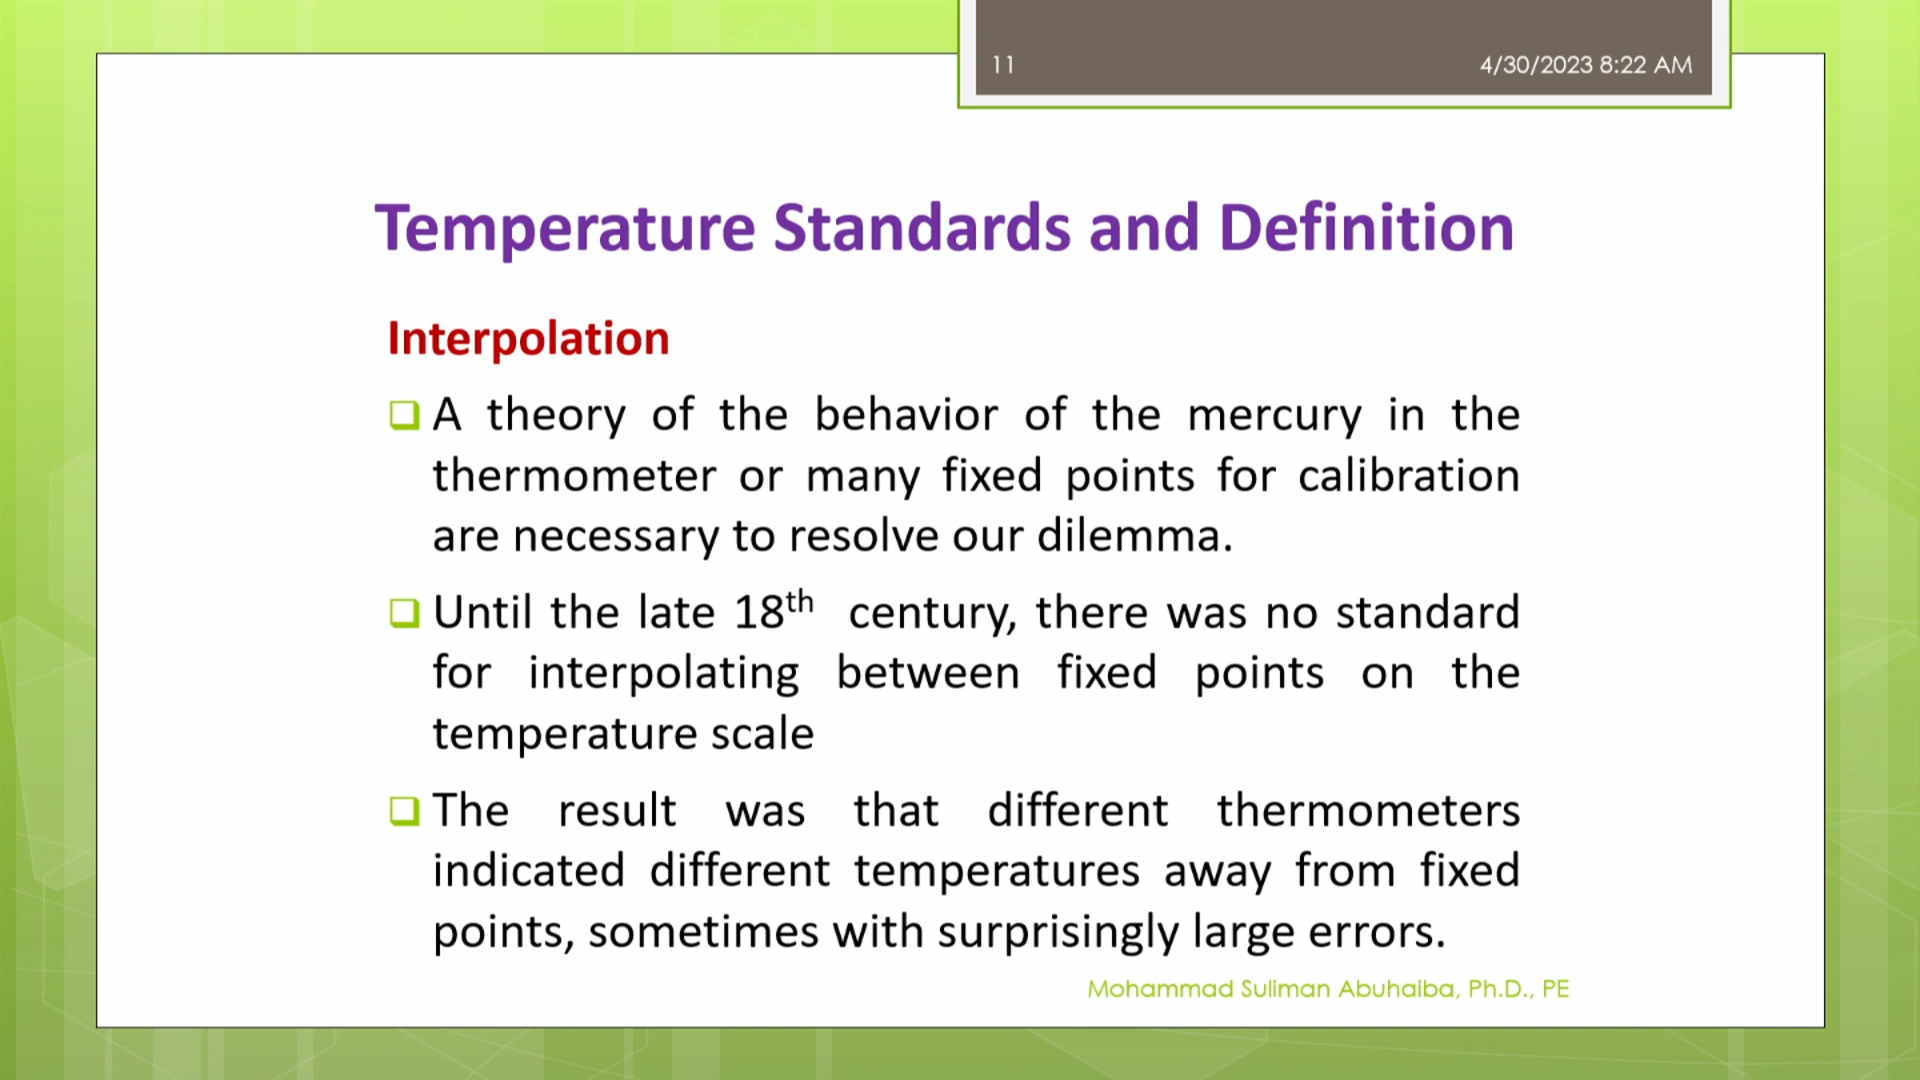 11
4/30/2023 8:22 AM
Temperature Standards and Definition
Interpolation
A theory of the behavior of the mercury in the
thermometer or many fixed points for calibration
are necessary to resolve our dilemma.
Until the late 18th century, there was no standard
for interpolating between fixed points on the
temperature scale
The result was that different thermometers
indicated different temperatures away from fixed
points, sometimes with surprisingly large errors.
Mohammad Suliman Abuhaiba, Ph.D., PE